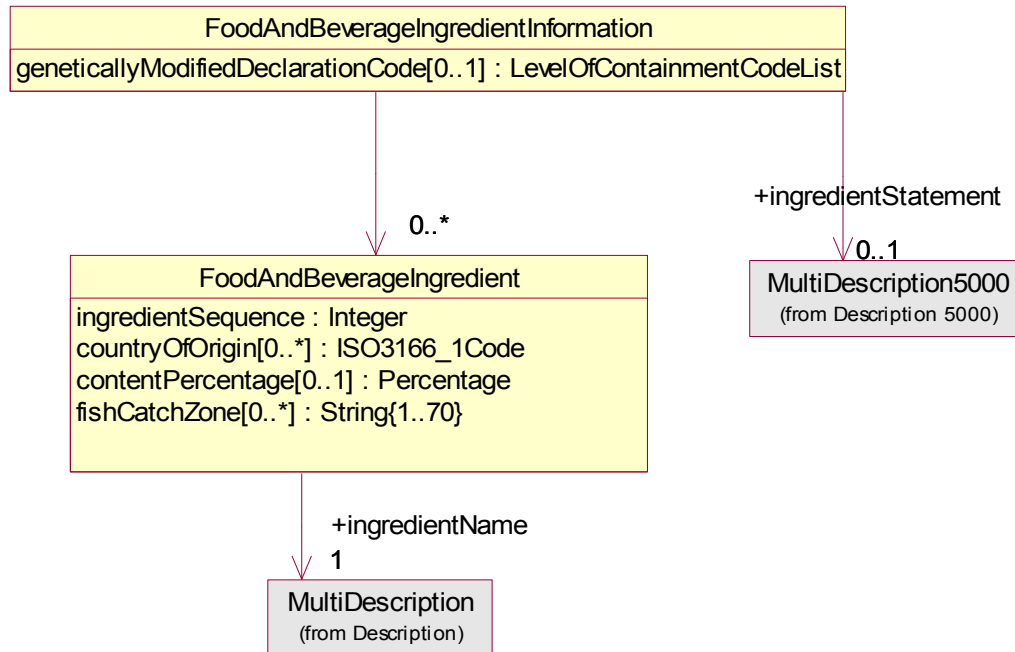 FoodAndBeverageIngredientInformation
geneticallyModifiedDeclarationCode[0..1] : LevelOfContainmentCodeList
+ingredientStatement
0..*
0..1
FoodAndBeverageIngredient
ingredientSequence : Integer
countryOfOrigin[0..*] : ISO3166_1Code
contentPercentage[0..1] : Percentage
fishCatchZone[0..*] : String{1..70}
MultiDescription5000
(from Description 5000)
+ingredientName
1
MultiDescription
(from Description)